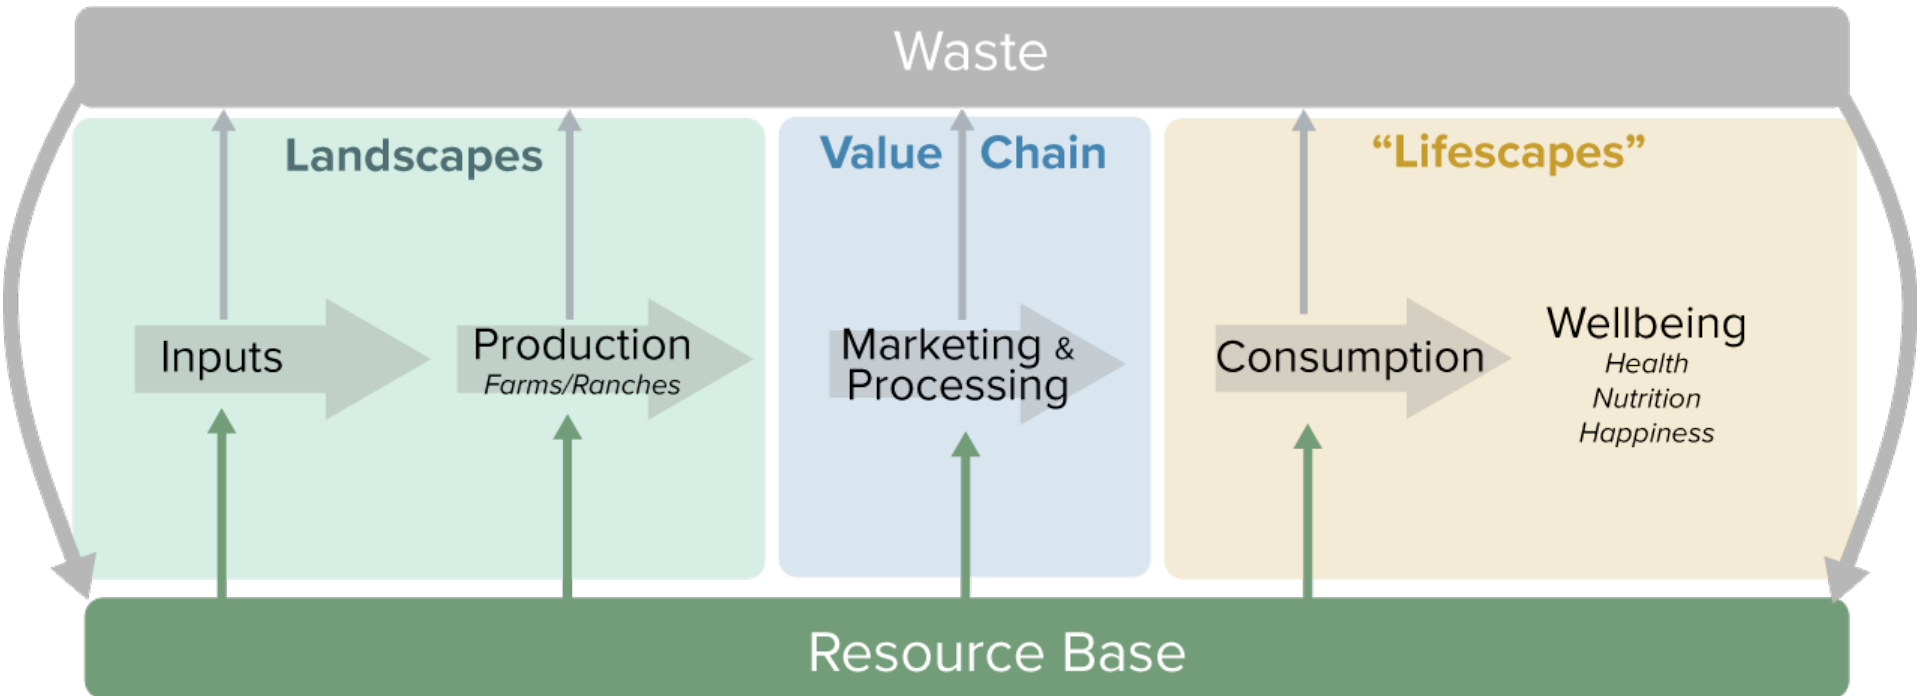 Waste
Landscapes
Value Chain
“Lifescapes”
Inputs
Production
Farms/Ranches
Marketing &
Processing
Consumption
Wellbeing
Health
Nutrition
Happiness
Resource Base